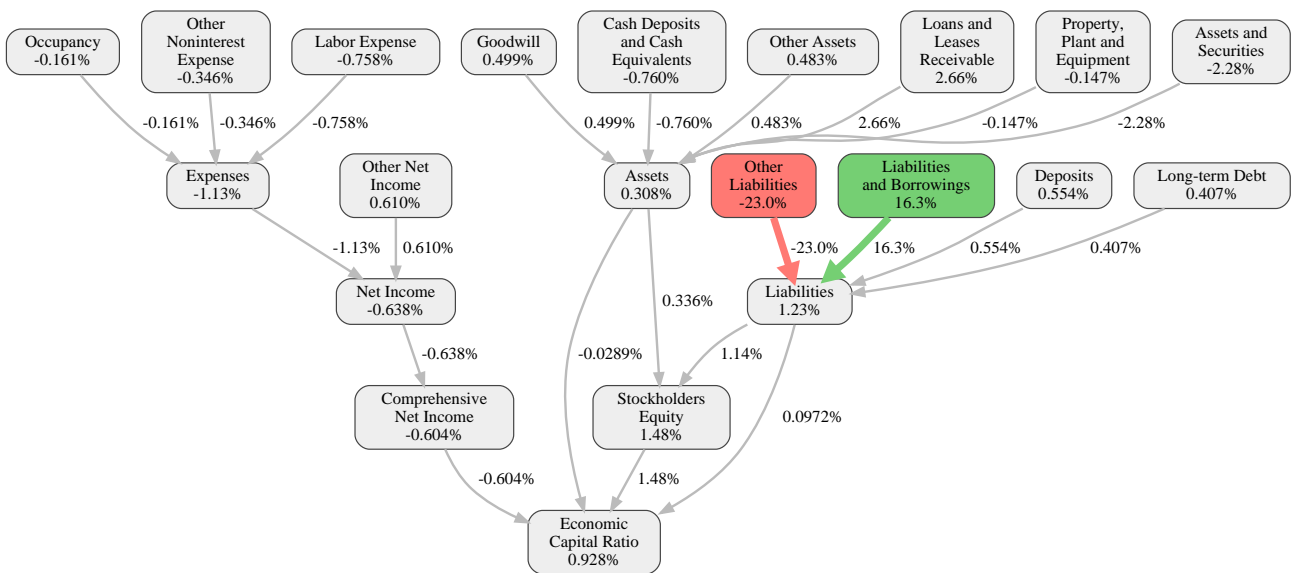 Occupancy
-0.161%
Other
Noninterest
Expense
-0.346%
Labor Expense
-0.758%
Goodwill
0.499%
Cash Deposits
and Cash
Equivalents
-0.760%
Other Assets
0.483%
Loans and
Leases
Receivable
2.66%
Property,
Plant and
Equipment
-0.147%
Assets and
Securities
-2.28%
-0.161%
-0.346%
-0.758%
0.499%
-0.760%
0.483%
2.66%
-0.147%
-2.28%
Expenses
-1.13%
Other Net
Income
0.610%
Assets
0.308%
Other
Liabilities
-23.0%
Liabilities
and Borrowings
16.3%
Deposits
0.554%
Long-term Debt
0.407%
-1.13%
0.610%
-23.0%
16.3%
0.554%
0.407%
Net Income
-0.638%
0.336%
Liabilities
1.23%
-0.638%
-0.0289%
1.14%
Comprehensive
Net Income
-0.604%
Stockholders
Equity
1.48%
0.0972%
-0.604%
1.48%
Economic
Capital Ratio
0.928%